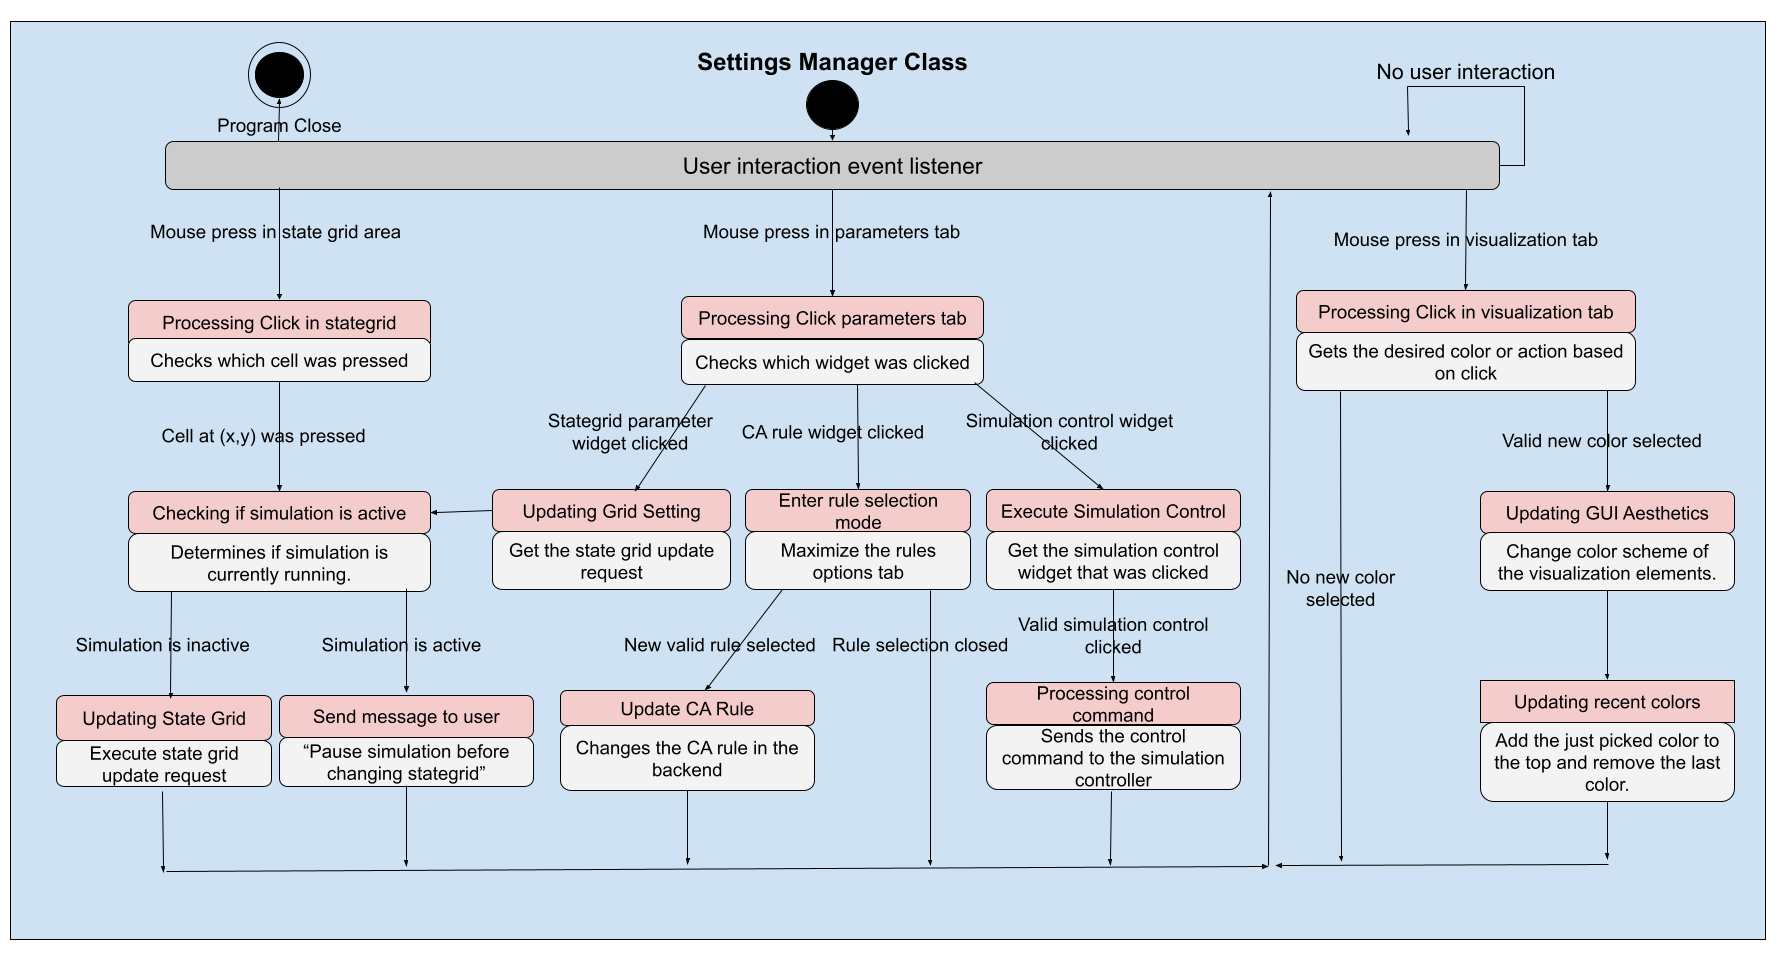 Settings Manager Class
No user interaction
Program Close
User interaction event listener
Mouse press in state grid area
Mouse press in parameters tab
Mouse press in visualization tab
Processing Click in stategrid
Checks which cell was pressed
Processing Click parameters tab
Checks which widget was clicked
Processing Click in visualization tab
Gets the desired color or action based
on click
Cell at (x,y) was pressed
Stategrid parameter
widget clicked
CA rule widget clicked
Simulation control widget
clicked
Valid new color selected
Checking if simulation is active
Determines if simulation is
currently running.
Updating Grid Setting
Get the state grid update
request
Enter rule selection
mode
Maximize the rules
options tab
Execute Simulation Control
Get the simulation control
widget that was clicked
No new color
selected
Updating GUI Aesthetics
Change color scheme of
the visualization elements.
Simulation is inactive
Simulation is active
New valid rule selected
Rule selection closed
Valid simulation control
clicked
Updating State Grid
Execute state grid
update request
Send message to user
“Pause simulation before
changing stategrid”
Update CA Rule
Changes the CA rule in the
backend
Processing control
command
Sends the control
command to the simulation
controller
Updating recent colors
Add the just picked color to
the top and remove the last
color.